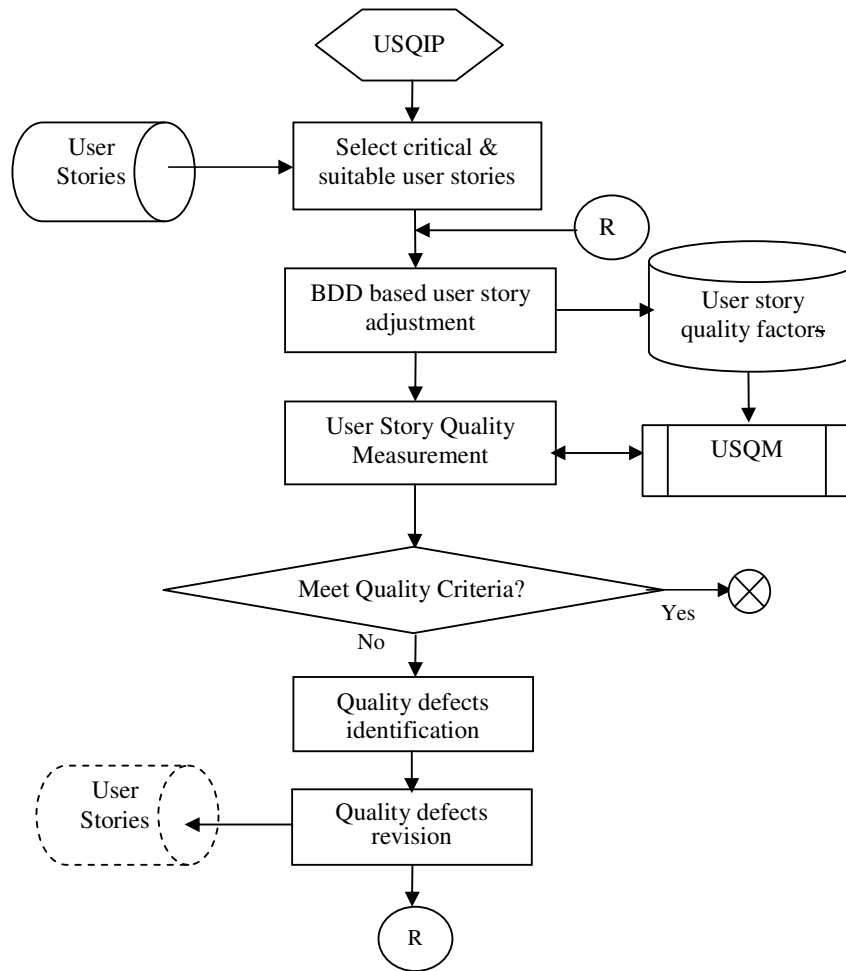 USQIP
User
Stories
Select critical &
suitable user stories
R
BDD based user story
adjustment
User story
quality factors
User Story Quality
Measurement
USQM
Meet Quality Criteria?
Yes
No
Quality defects
identification
User
Stories
Quality defects
revision
R